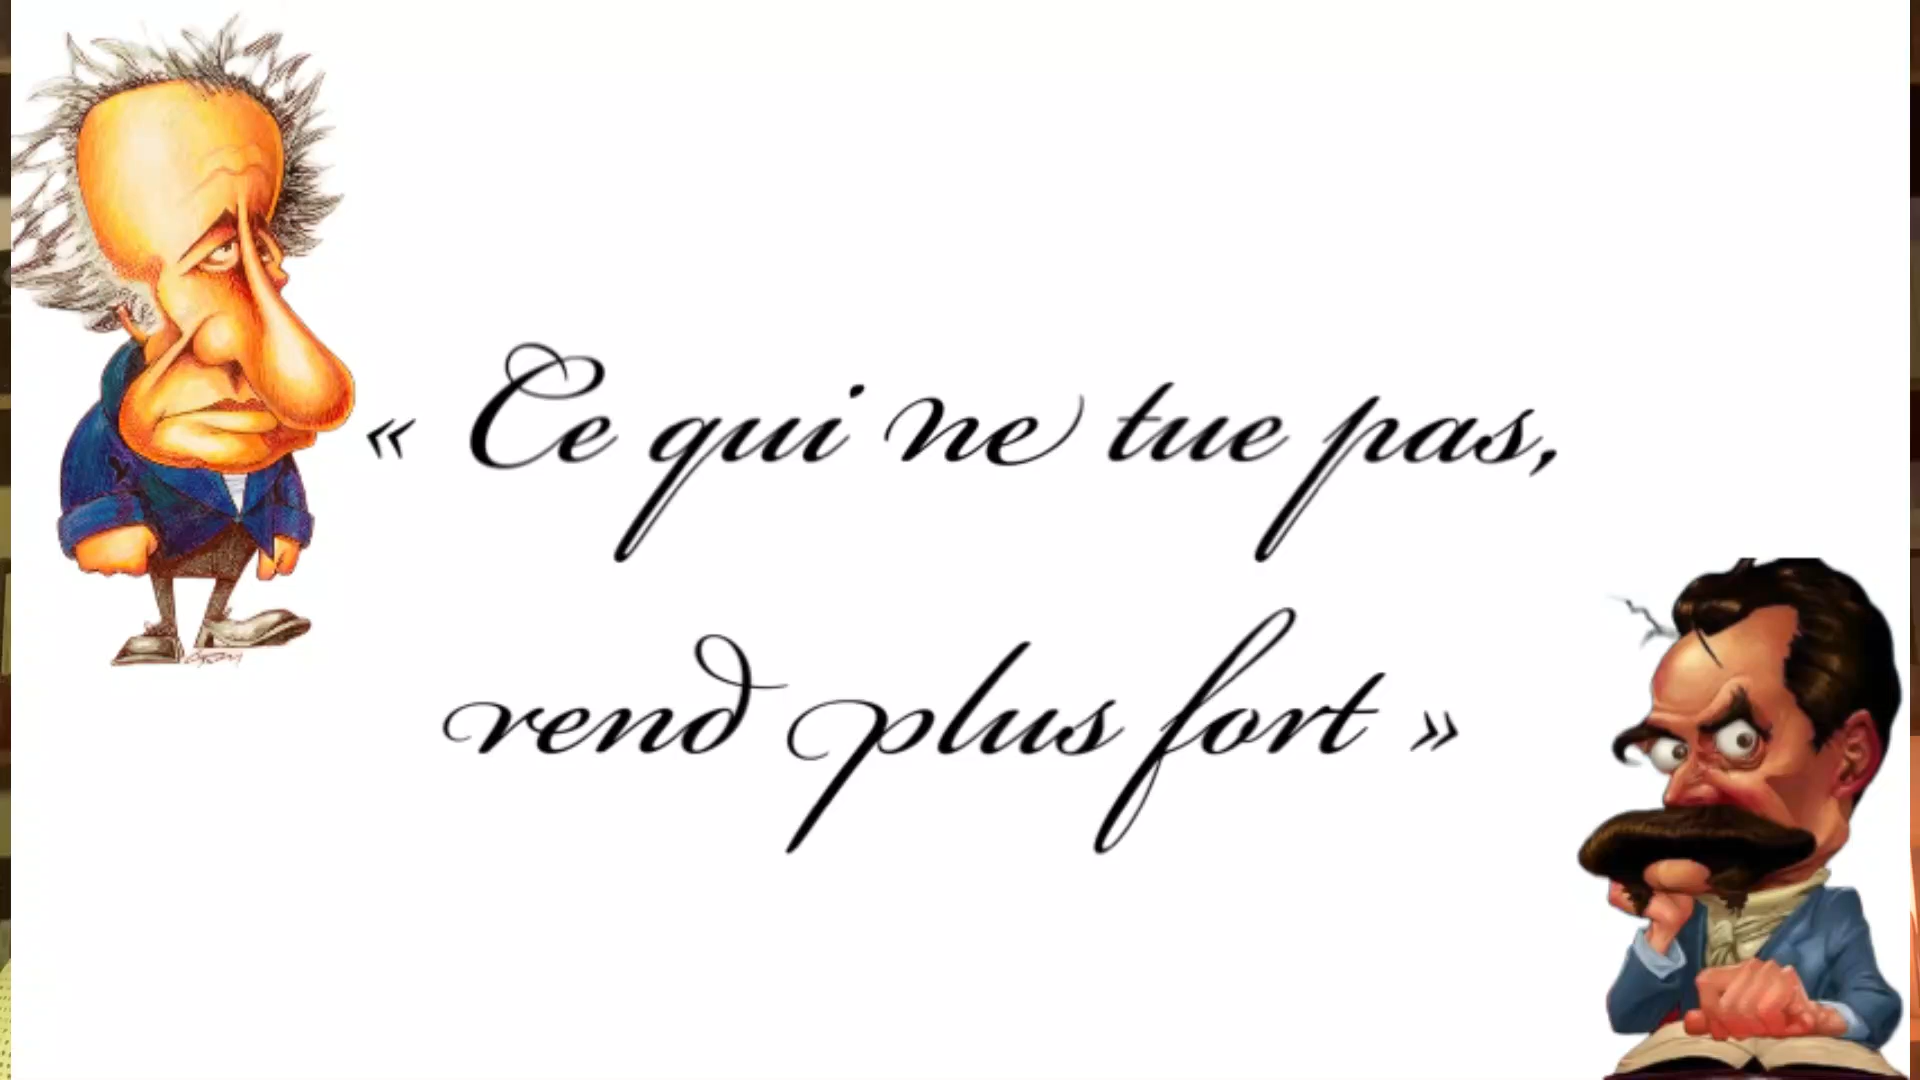 « Ce qui ne tue pas,
rend plus fort »